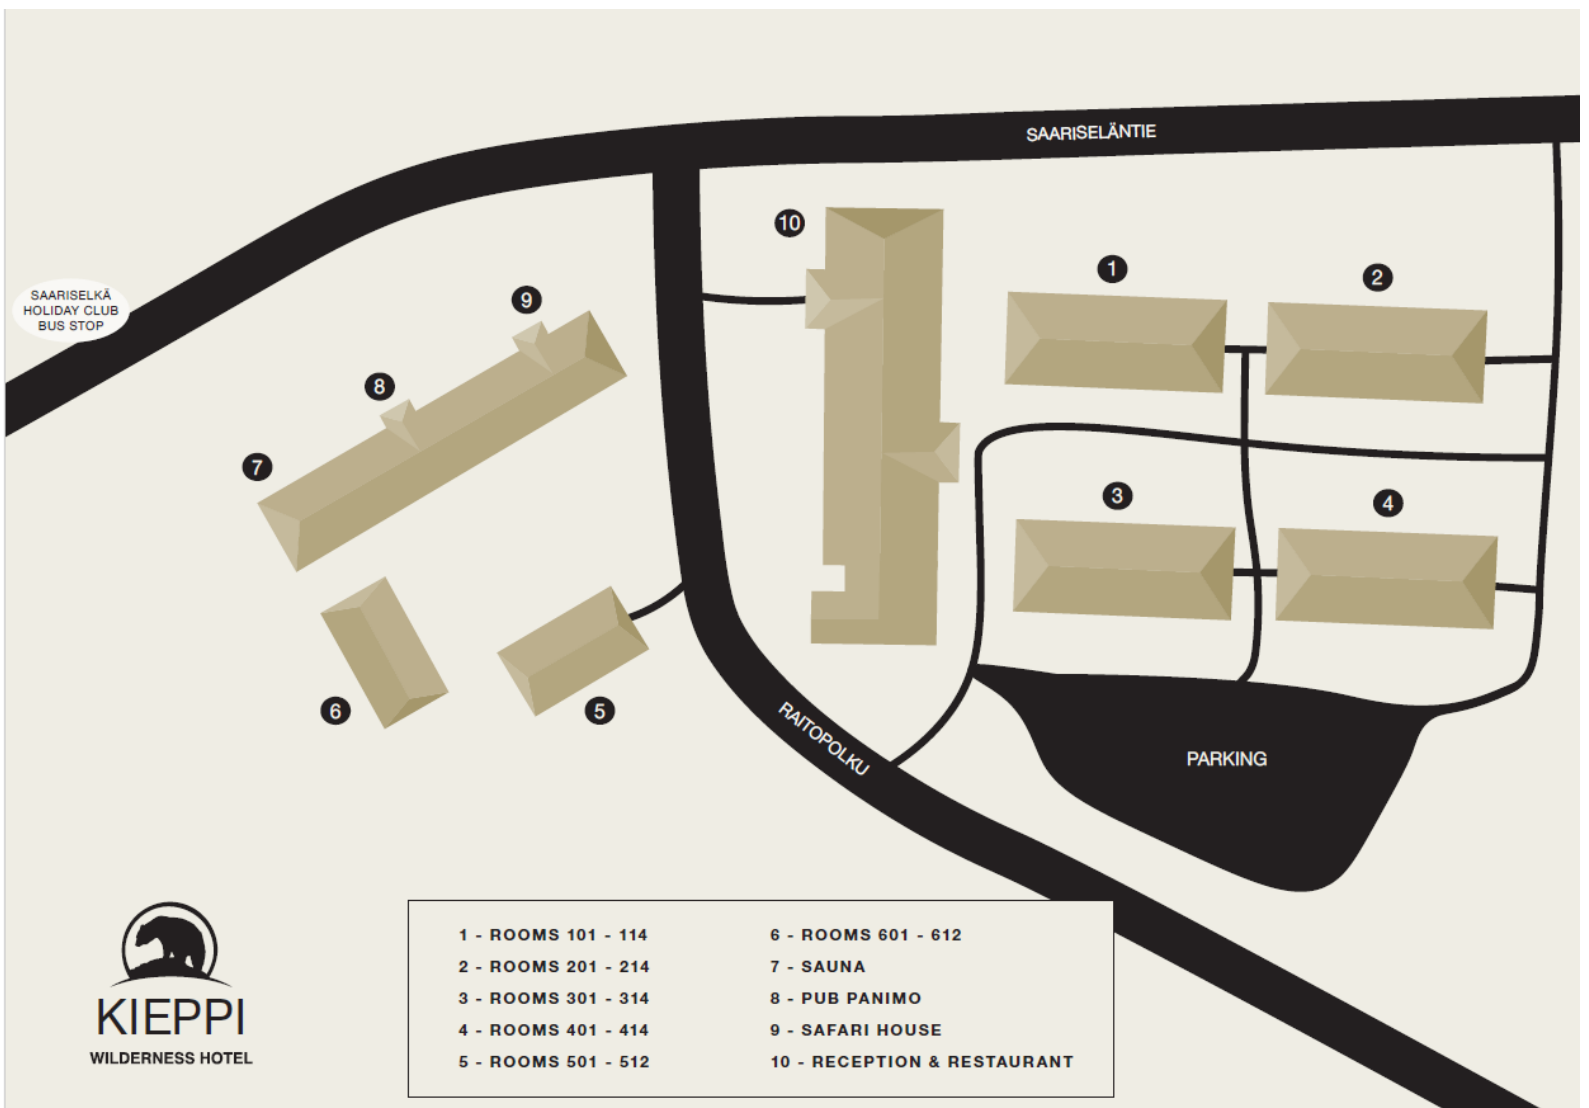 SAARISELÄNTIE
10
1
2
SAARISELKÄ
HOLIDAY CLUB
BUS STOP
9
8
7
3
4
6
5
RAITOPOLKU
PARKING
KIEPPI
WILDERNESS HOTEL
1 - ROOMS 101 - 114
2 - ROOMS 201 - 214
3 - ROOMS 301 - 314
4 - ROOMS 401 - 414
5 - ROOMS 501 - 512
6 - ROOMS 601 - 612
7 - SAUNA
8 - PUB PANIMO
9 - SAFARI HOUSE
10 - RECEPTION & RESTAURANT